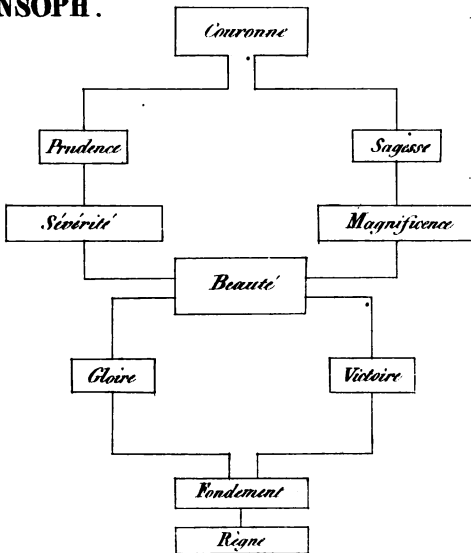 NSOPH.
Couronne
Prudence Sagesse
Sévérité Magnificence
Beauté
Gloire Victoire
Fondement
Règne